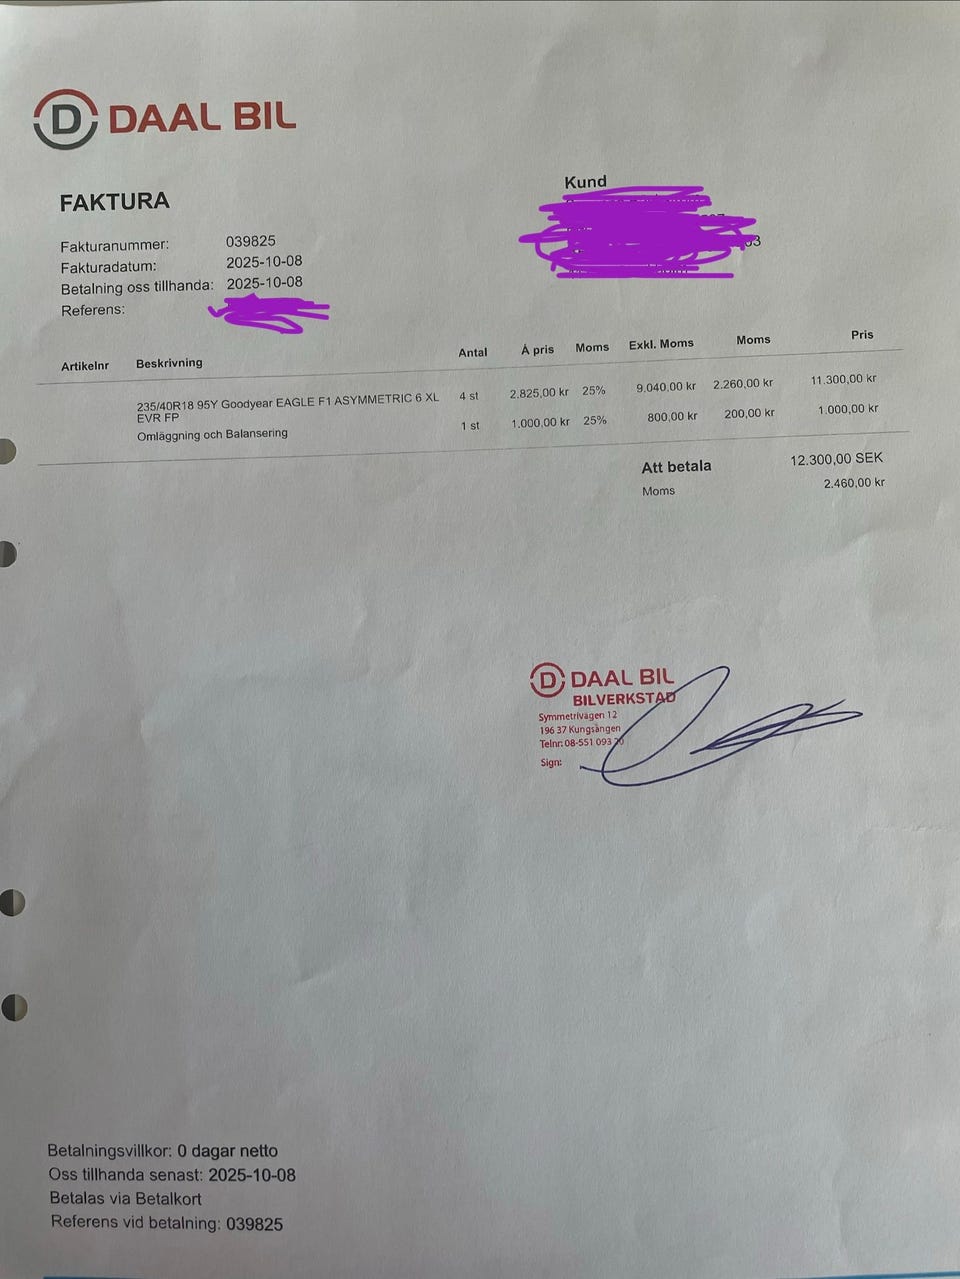 D DAAL BIL
FAKTURA
Kund
Fakturanummer: 039825
Fakturadatum: 2025-10-08
Betalning oss tillhanda: 2025-10-08
Referens:
Artikelnr Beskrivning Antal Á pris Moms Exkl. Moms Moms Pris
235/40R18 95Y Goodyear EAGLE F1 ASYMMETRIC 6 XL 4 st 2.825,00 kr 25% 9.040,00 kr 2.260,00 kr 11.300,00 kr
EVR FP
Omläggning och Balansering 1 st 1.000,00 kr 25% 800,00 kr 200,00 kr 1.000,00 kr
Att betala 12.300,00 SEK
Moms 2.460,00 kr
D DAAL BIL
BILVERKSTAD
Symmetrivägen 12
196 37 Kungsängen
Telnr: 08-551 093 20
Sign:
Betalningsvillkor: 0 dagar netto
Oss tillhanda senast: 2025-10-08
Betalas via Betalkort
Referens vid betalning: 039825